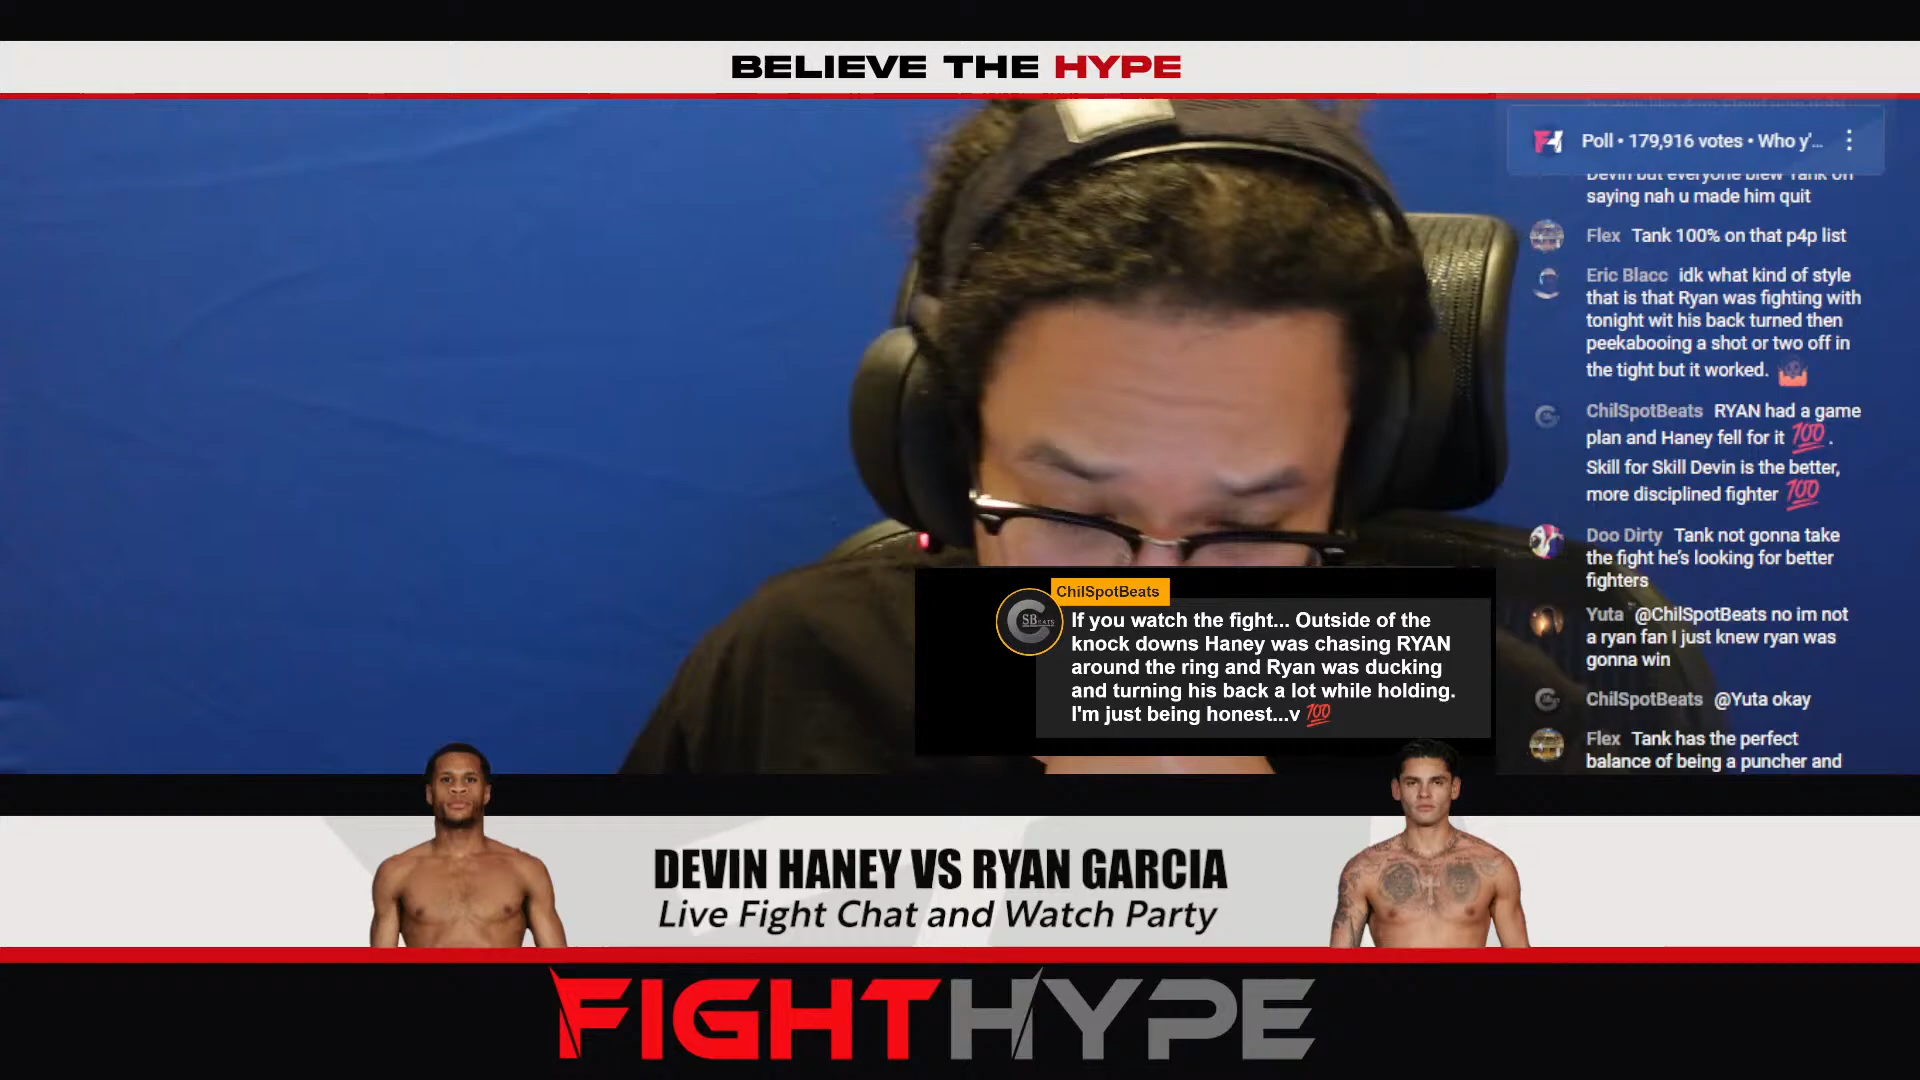 BELIEVE THE HYPE
Poll • 179,916 votes • Who y'...
Devin but everyone blew Tank on
saying nah u made him quit
Flex Tank 100% on that p4p list
Eric Blacc idk what kind of style
that is that Ryan was fighting with
tonight wit his back turned then
peekabooing a shot or two off in
the tight but it worked.
ChilSpotBeats RYAN had a game
plan and Haney fell for it 💯 .
Skill for Skill Devin is the better,
more disciplined fighter 💯
Doo Dirty Tank not gonna take
the fight he's looking for better
fighters
Yuta @ChilSpotBeats no im not
a ryan fan I just knew ryan was
gonna win
ChilSpotBeats @Yuta okay
Flex Tank has the perfect
balance of being a puncher and
ChilSpotBeats
SB
BEATS
If you watch the fight... Outside of the
knock downs Haney was chasing RYAN
around the ring and Ryan was ducking
and turning his back a lot while holding.
I'm just being honest...v 💯
DEVIN HANEY VS RYAN GARCIA
Live Fight Chat and Watch Party
FIGHTHYPE